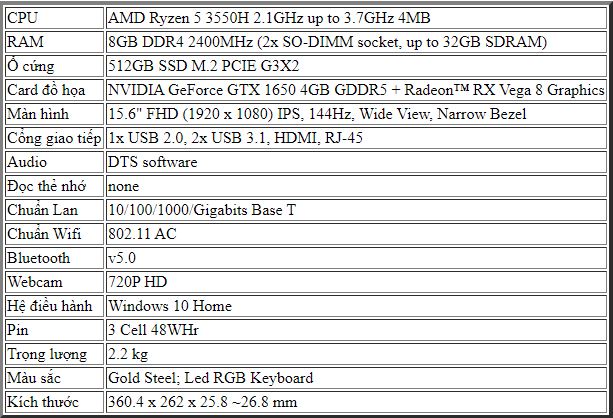 CPU AMD Ryzen 5 3550H 2.1GHz up to 3.7GHz 4MB
RAM 8GB DDR4 2400MHz (2x SO-DIMM socket, up to 32GB SDRAM)
Ổ cứng 512GB SSD M.2 PCIE G3X2
Card đồ họa NVIDIA GeForce GTX 1650 4GB GDDR5 + Radeon™ RX Vega 8 Graphics
Màn hình 15.6" FHD (1920 x 1080) IPS, 144Hz, Wide View, Narrow Bezel
Cổng giao tiếp 1x USB 2.0, 2x USB 3.1, HDMI, RJ-45
Audio DTS software
Đọc thẻ nhớ none
Chuẩn Lan 10/100/1000/Gigabits Base T
Chuẩn Wifi 802.11 AC
Bluetooth v5.0
Webcam 720P HD
Hệ điều hành Windows 10 Home
Pin 3 Cell 48WHr
Trọng lượng 2.2 kg
Màu sắc Gold Steel; Led RGB Keyboard
Kích thước 360.4 x 262 x 25.8 ~26.8 mm